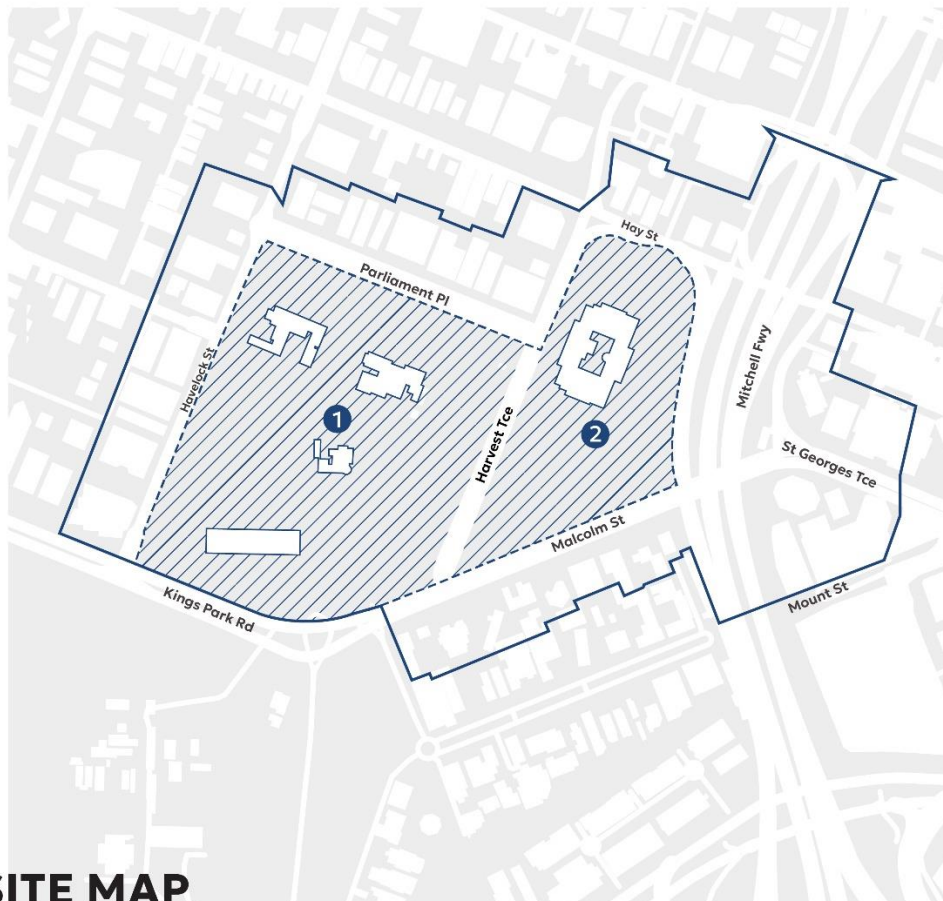 Hay St
Parliament Pl
Havelock St
Mitchell Fwy
Harvest Tce
1
2
St Georges Tce
Malcolm St
Mount St
Kings Park Rd
SITE MAP